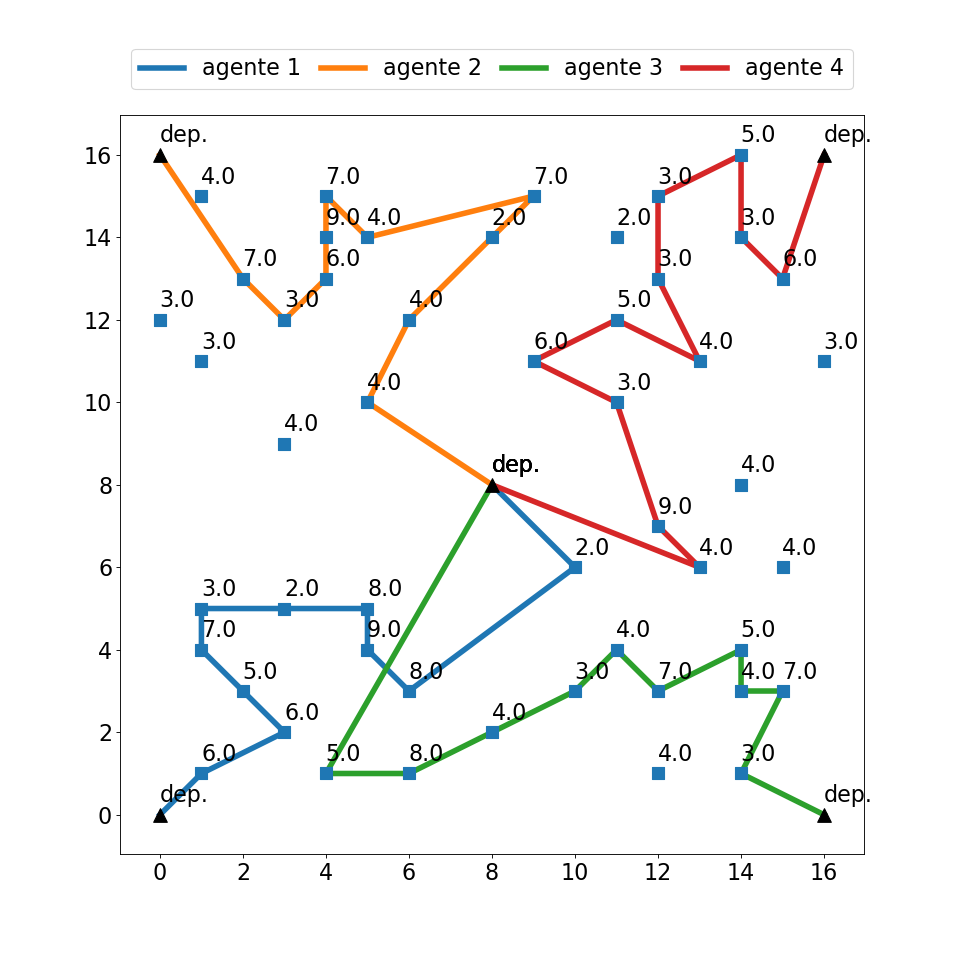 agente 1 agente 2 agente 3 agente 4
dep. 5.0 dep.
16
4.0 7.0 7.0 3.0
9.0 4.0 2.0 2.0 3.0
14
7.0 6.0 3.0 6.0
3.0 3.0 4.0 5.0
12
3.0 6.0 4.0 3.0
4.0 3.0
10
4.0
dep. 4.0
8
9.0
2.0 4.0 4.0
6
3.0 2.0 8.0
7.0 9.0 4.0 5.0
4
5.0 8.0 3.0 7.0 4.0 7.0
6.0 4.0
2
6.0 5.0 8.0 4.0 3.0
dep. dep.
0
0 2 4 6 8 10 12 14 16